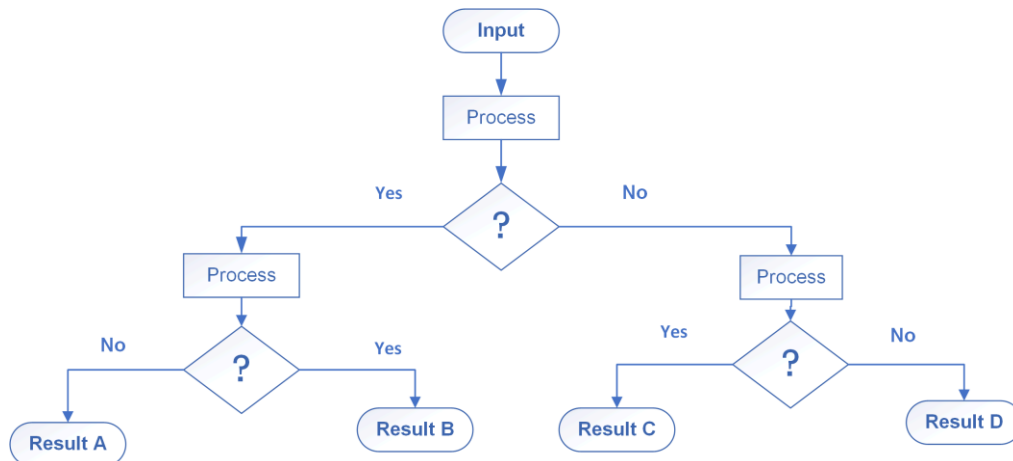 Input
Process
Yes
No
?
Process
Process
No
?
Yes
Yes
?
No
Result A
Result B
Result C
Result D